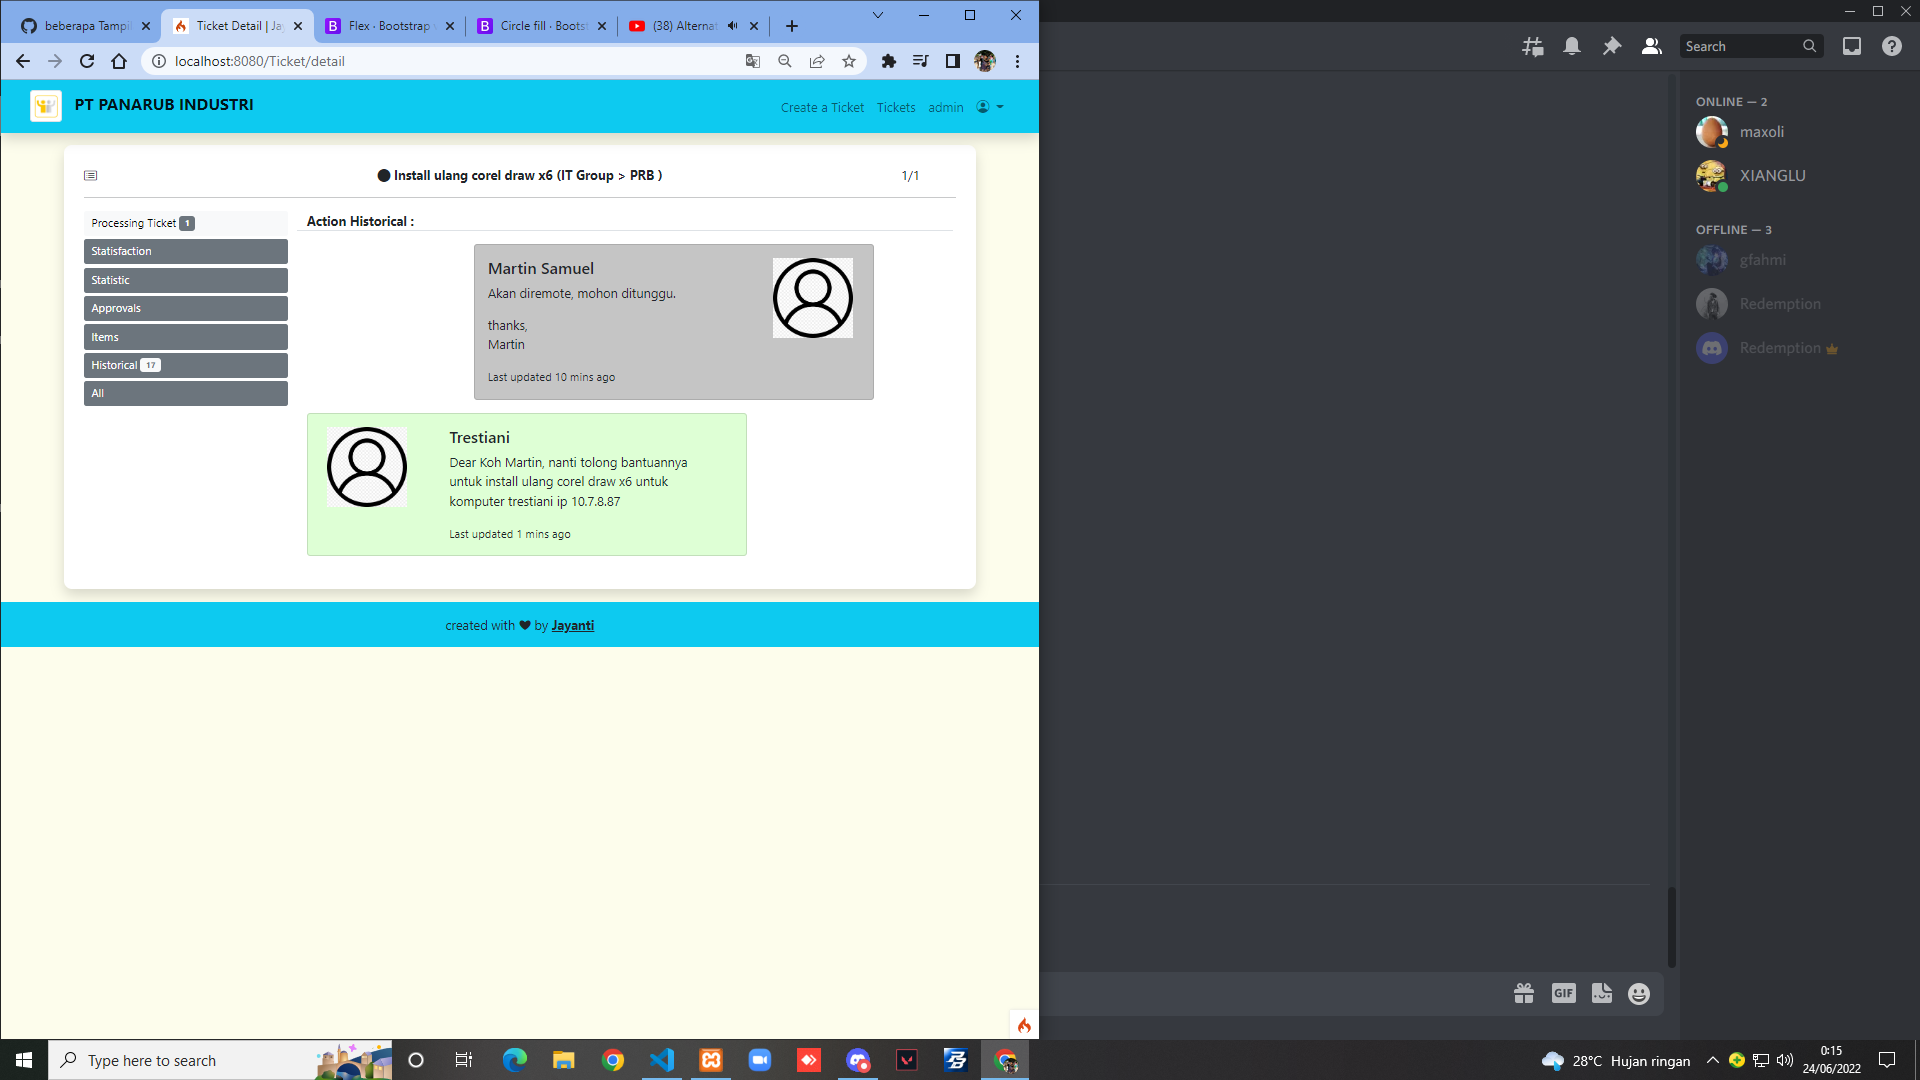 beberapa Tampi
Ticket Detail | Ja
Flex · Bootstrap v
Circle fill · Bootst
(38) Alternat
localhost:8080/Ticket/detail
PT PANARUB INDUSTRI
Create a Ticket
Tickets
admin
Install ulang corel draw x6 (IT Group > PRB )
1/1
Processing Ticket 1
Statisfaction
Statistic
Approvals
Items
Historical 17
All
Action Historical :
Martin Samuel
Akan diremote, mohon ditunggu.
thanks,
Martin
Last updated 10 mins ago
Trestiani
Dear Koh Martin, nanti tolong bantuannya
untuk install ulang corel draw x6 untuk
komputer trestiani ip 10.7.8.87
Last updated 1 mins ago
created with by Jayanti
Search
ONLINE — 2
maxoli
XIANGLU
OFFLINE — 3
gfahmi
Redemption
Redemption
GIF
Type here to search
28°C Hujan ringan
0:15
24/06/2022